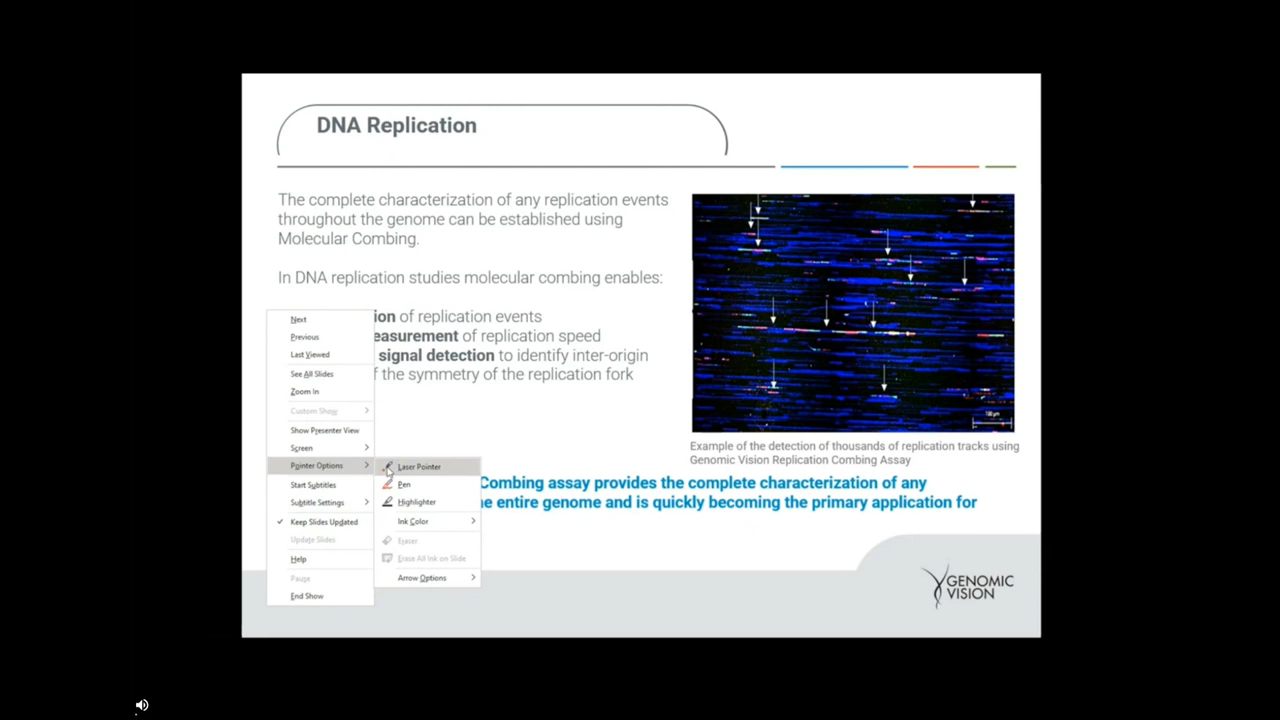 DNA Replication
The complete characterization of any replication events
throughout the genome can be established using
Molecular Combing.
In DNA replication studies molecular combing enables:
of replication events
of replication speed
signal detection to identify inter-origin
the symmetry of the replication fork
100 µm
Example of the detection of thousands of replication tracks using
Genomic Vision Replication Combing Assay
Combing assay provides the complete characterization of any
entire genome and is quickly becoming the primary application for
Next
Previous
Last Viewed
See All Slides
Zoom In
Custom Show
Show Presenter View
Screen
Pointer Options
Start Subtitles
Subtitle Settings
Keep Slides Updated
Update Slides
Help
Pause
End Show
Laser Pointer
Pen
Highlighter
Ink Color
Eraser
Erase All Ink on Slide
Arrow Options
GENOMIC
VISION